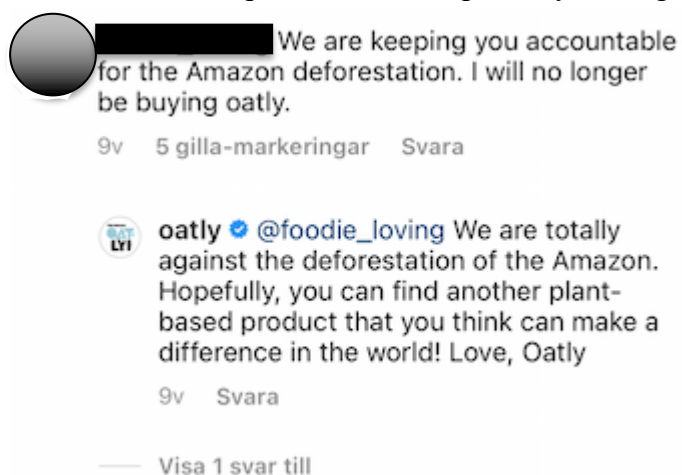 We are keeping you accountable
for the Amazon deforestation. I will no longer
be buying oatly.
9v 5 gilla-markeringar Svara
OATLY!
oatly @foodie_loving We are totally
against the deforestation of the Amazon.
Hopefully, you can find another plant-
based product that you think can make a
difference in the world! Love, Oatly
9v Svara
Visa 1 svar till